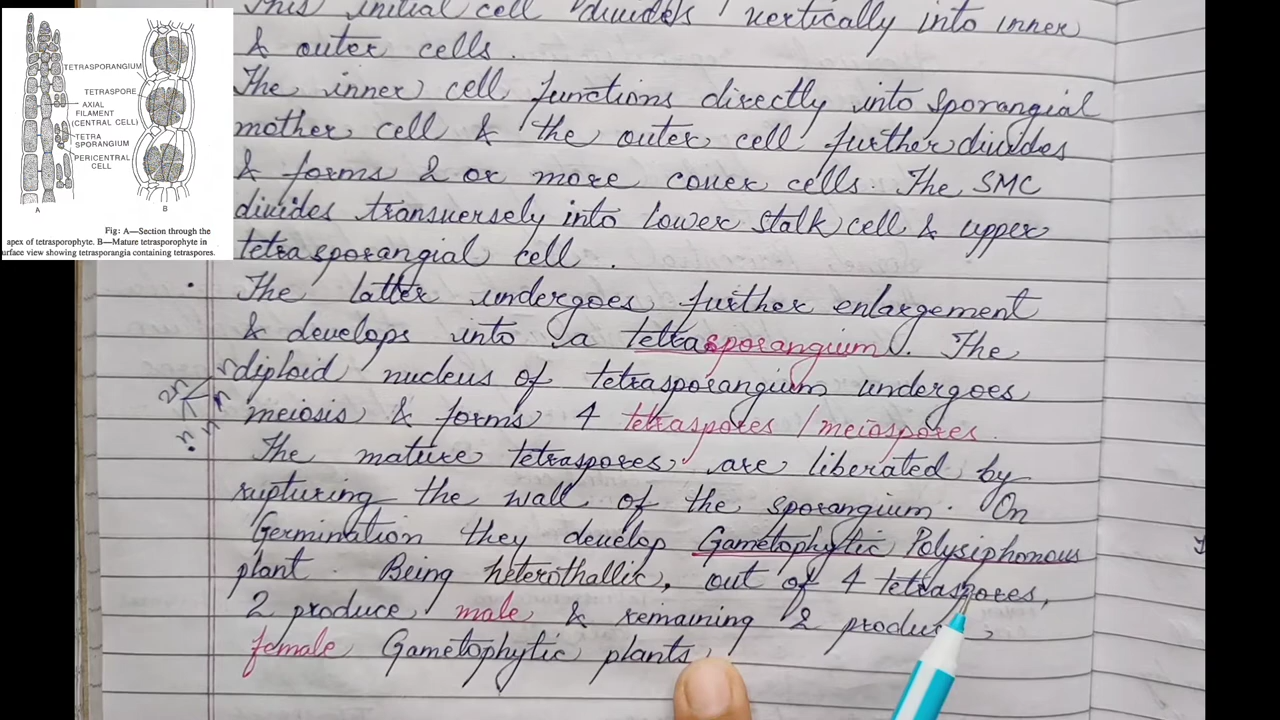 This initial cell divides vertically into inner
& outer cells.
The inner cell functions directly into sporangial
mother cell & the outer cell further divides
& forms 2 or more cover cells. The SMC
divides transversely into lower stalk cell & upper
tetrasporangial cell.
The latter undergoes further enlargement
& develops into a tetrasporangium. The
diploid nucleus of tetrasporangium undergoes
meiosis & forms 4 tetraspores / meiospores.
The mature tetraspores are liberated by
rupturing the wall of the sporangium. On
Germination they develop Gametophytic Polysiphonous
plant. Being heterothallic, out of 4 tetraspores,
2 produce male & remaining 2 produce
female Gametophytic plants.
2n n
n n
n
TETRASPORANGIUM
TETRASPORE
AXIAL
FILAMENT
(CENTRAL CELL)
TETRA
SPORANGIUM
PERICENTRAL
CELL
A B
Fig: A—Section through the
apex of tetrasporophyte. B—Mature tetrasporophyte in
urface view showing tetrasporangia containing tetraspores.